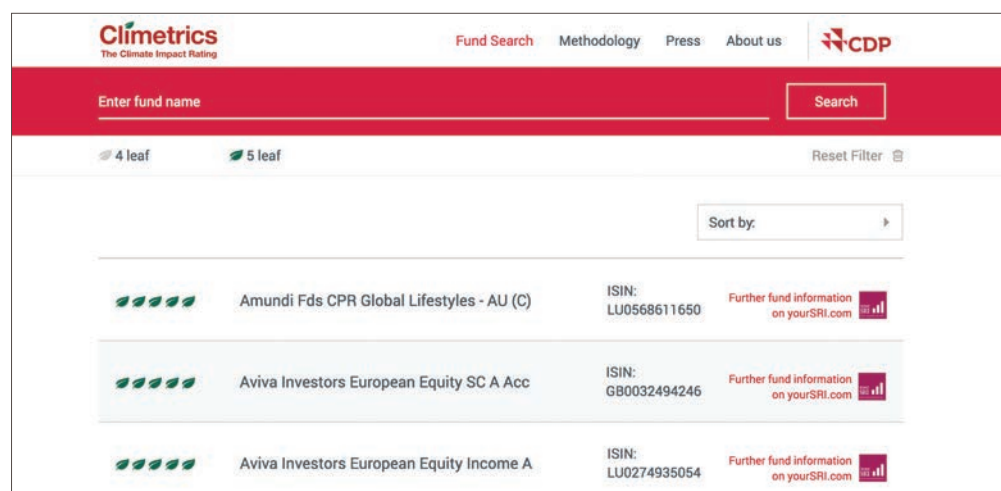 Climetrics
The Climate Impact Rating
Fund Search Methodology Press About us
CDP
Enter fund name
Search
4 leaf 5 leaf
Reset Filter
Sort by:
Amundi Fds CPR Global Lifestyles - AU (C)
ISIN:
LU0568611650
Further fund information
on yourSRI.com
Aviva Investors European Equity SC A Acc
ISIN:
GB0032494246
Further fund information
on yourSRI.com
Aviva Investors European Equity Income A
ISIN:
LU0274935054
Further fund information
on yourSRI.com